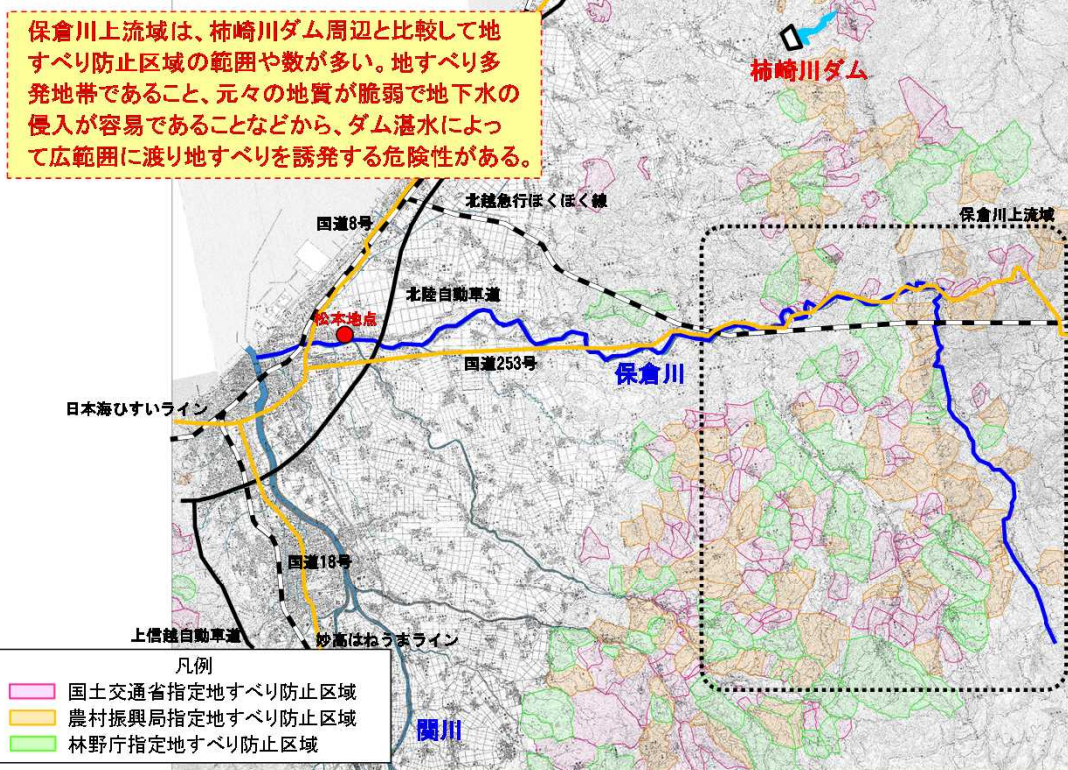 保倉川上流域は、柿崎川ダム周辺と比較して地
すべり防止区域の範囲や数が多い。地すべり多
発地帯であること、元々の地質が脆弱で地下水の
侵入が容易であることなどから、ダム湛水によっ
て広範囲に渡り地すべりを誘発する危険性がある。
柿崎川ダム
北越急行ほくほく線
国道8号
保倉川上流域
北陸自動車道
松本地点
国道253号
保倉川
日本海ひすいライン
国道18号
上信越自動車道
妙高はねうまライン
関川
凡例
国土交通省指定地すべり防止区域
農村振興局指定地すべり防止区域
林野庁指定地すべり防止区域